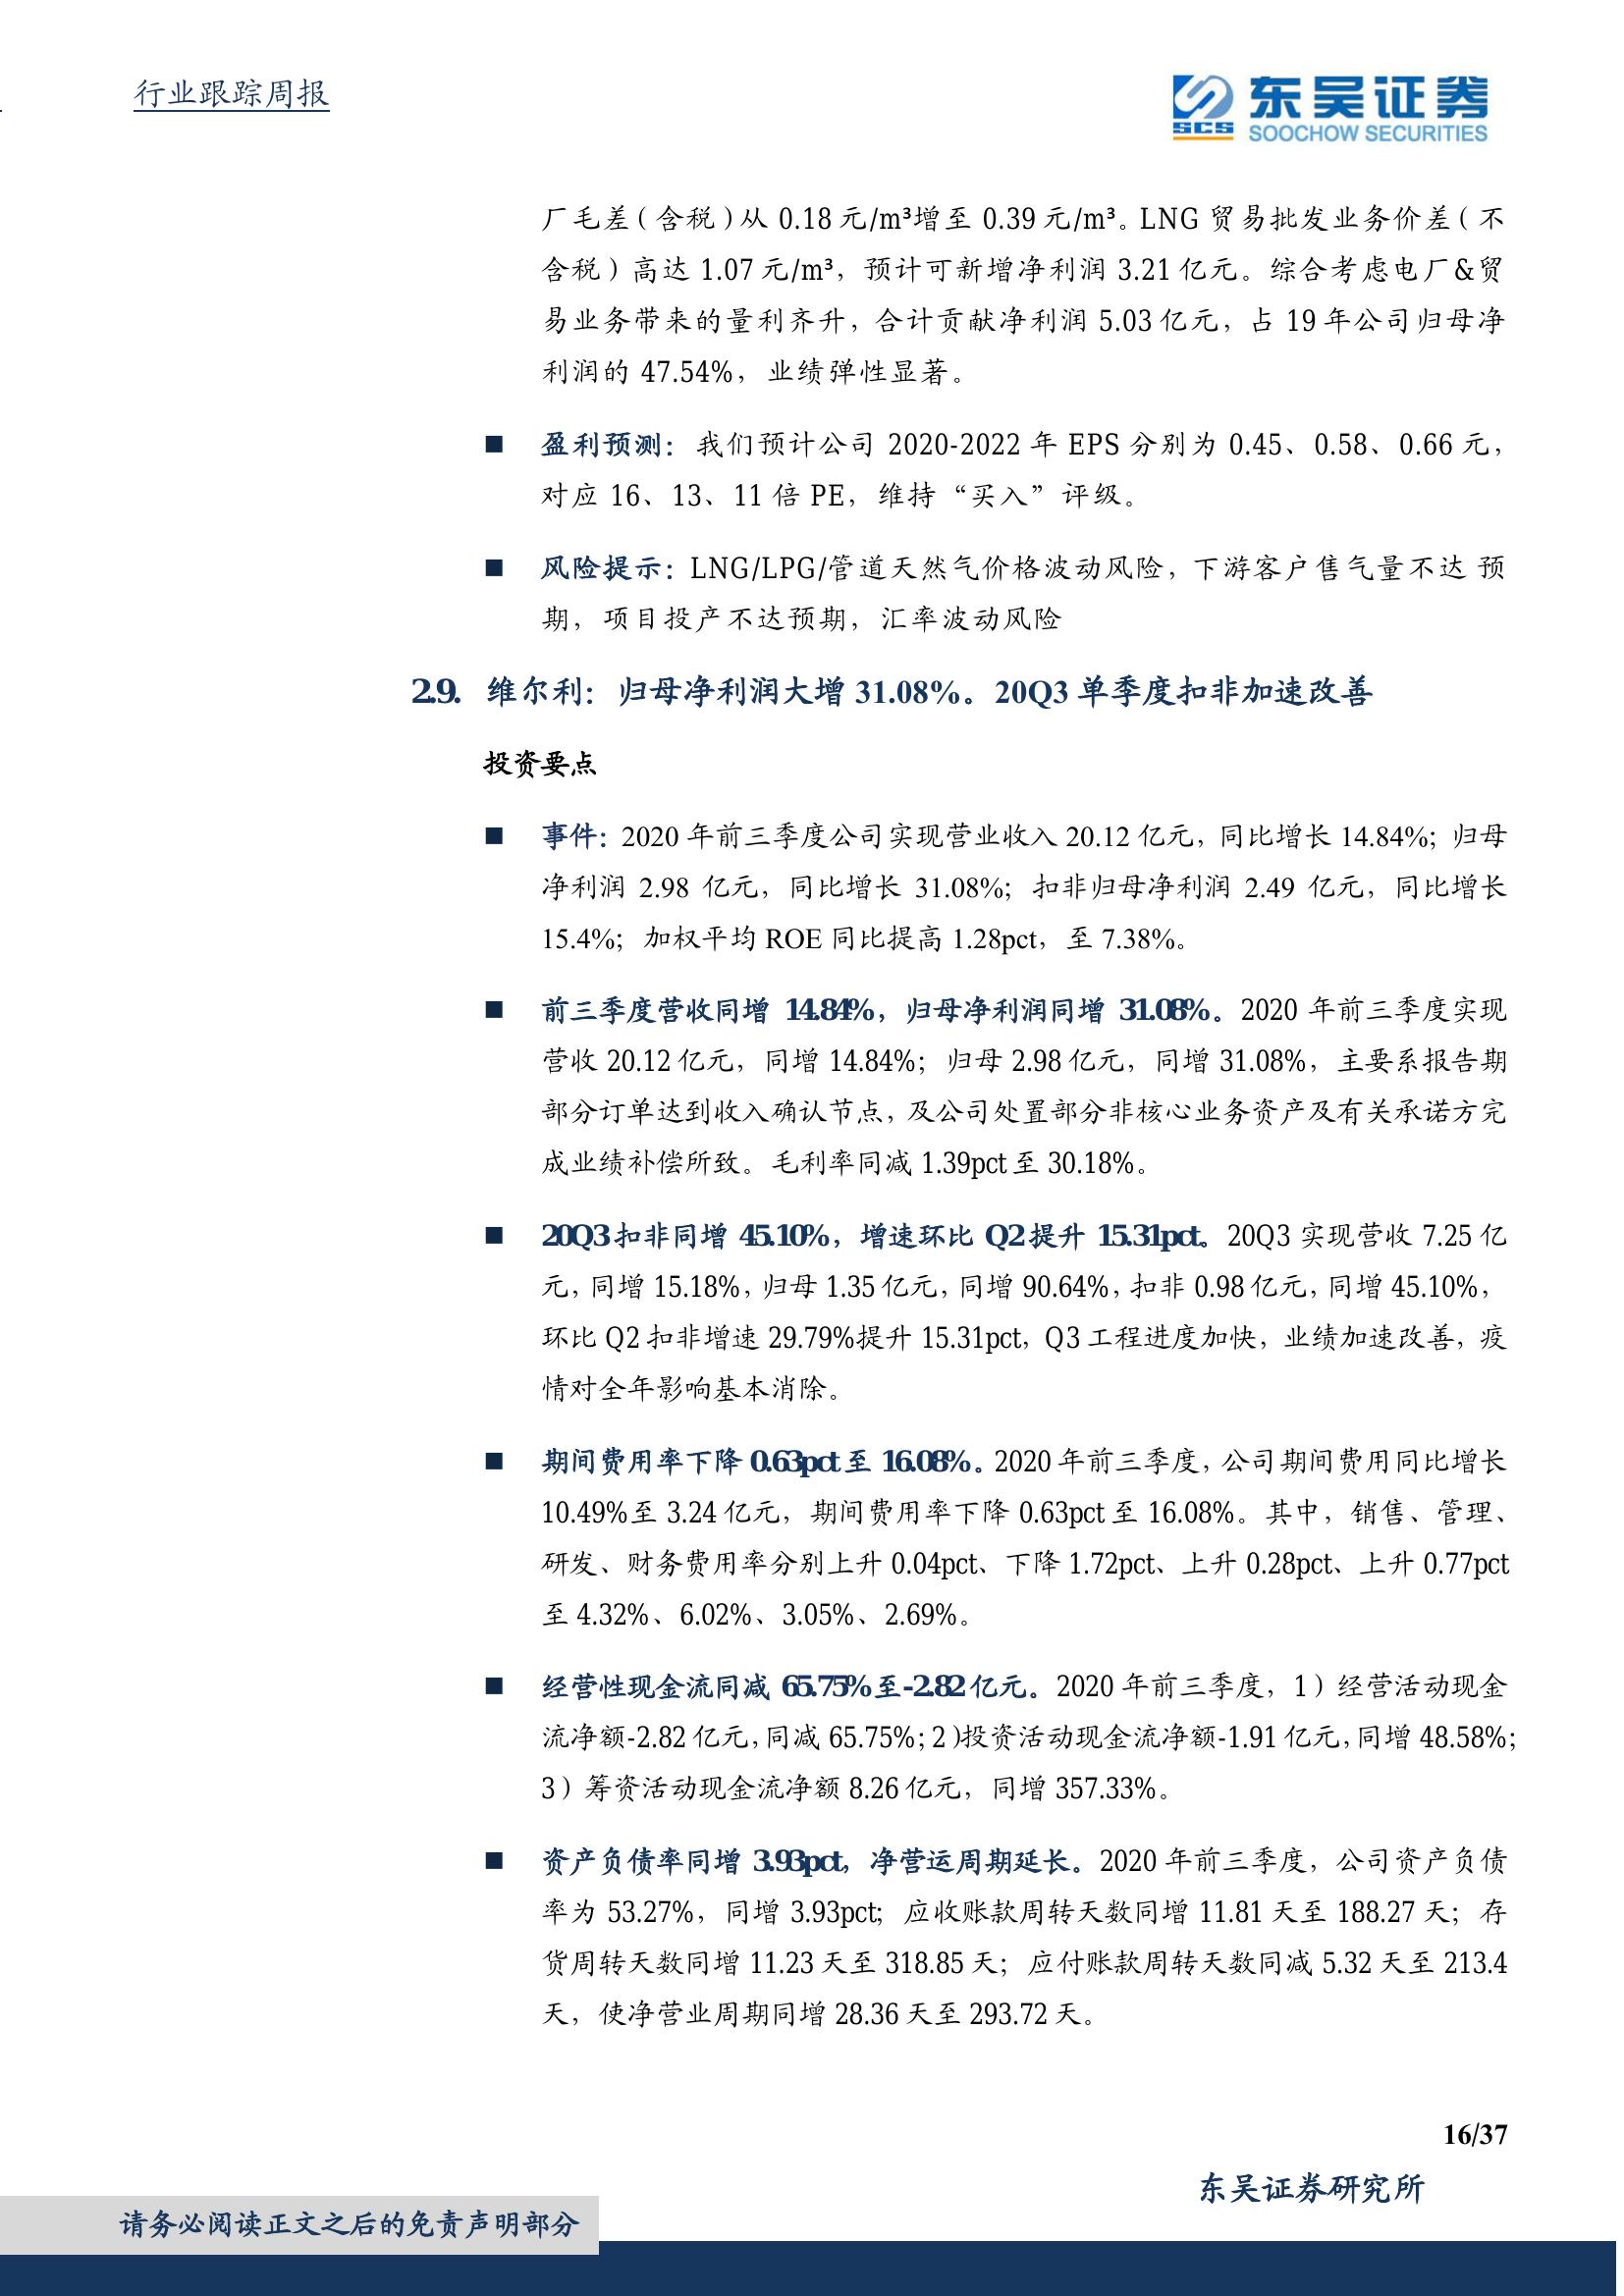 行业跟踪周报
SCS
东吴证券
SOOCHOW SECURITIES
厂毛差（含税）从 0.18 元/m³增至 0.39 元/m³。LNG 贸易批发业务价差（不
含税）高达 1.07 元/m³，预计可新增净利润 3.21 亿元。综合考虑电厂&贸
易业务带来的量利齐升，合计贡献净利润 5.03 亿元，占 19 年公司归母净
利润的 47.54%，业绩弹性显著。
■ 盈利预测：我们预计公司 2020-2022 年 EPS 分别为 0.45、0.58、0.66 元，
对应 16、13、11 倍 PE，维持“买入”评级。
■ 风险提示：LNG/LPG/管道天然气价格波动风险，下游客户售气量不达 预
期，项目投产不达预期，汇率波动风险
2.9. 维尔利：归母净利润大增 31.08%。20Q3 单季度扣非加速改善
投资要点
■ 事件：2020 年前三季度公司实现营业收入 20.12 亿元，同比增长 14.84%；归母
净利润 2.98 亿元，同比增长 31.08%；扣非归母净利润 2.49 亿元，同比增长
15.4%；加权平均 ROE 同比提高 1.28pct，至 7.38%。
■ 前三季度营收同增 14.84%，归母净利润同增 31.08%。2020 年前三季度实现
营收 20.12 亿元，同增 14.84%；归母 2.98 亿元，同增 31.08%，主要系报告期
部分订单达到收入确认节点，及公司处置部分非核心业务资产及有关承诺方完
成业绩补偿所致。毛利率同减 1.39pct 至 30.18%。
■ 20Q3 扣非同增 45.10%，增速环比 Q2 提升 15.31pct。20Q3 实现营收 7.25 亿
元，同增 15.18%，归母 1.35 亿元，同增 90.64%，扣非 0.98 亿元，同增 45.10%，
环比 Q2 扣非增速 29.79%提升 15.31pct，Q3 工程进度加快，业绩加速改善，疫
情对全年影响基本消除。
■ 期间费用率下降 0.63pct 至 16.08%。2020 年前三季度，公司期间费用同比增长
10.49%至 3.24 亿元，期间费用率下降 0.63pct 至 16.08%。其中，销售、管理、
研发、财务费用率分别上升 0.04pct、下降 1.72pct、上升 0.28pct、上升 0.77pct
至 4.32%、6.02%、3.05%、2.69%。
■ 经营性现金流同减 65.75%至-2.82 亿元。2020 年前三季度，1）经营活动现金
流净额-2.82 亿元，同减 65.75%；2）投资活动现金流净额-1.91 亿元，同增 48.58%；
3）筹资活动现金流净额 8.26 亿元，同增 357.33%。
■ 资产负债率同增 3.93pct，净营运周期延长。2020 年前三季度，公司资产负债
率为 53.27%，同增 3.93pct；应收账款周转天数同增 11.81 天至 188.27 天；存
货周转天数同增 11.23 天至 318.85 天；应付账款周转天数同减 5.32 天至 213.4
天，使净营业周期同增 28.36 天至 293.72 天。
16/37
东吴证券研究所
请务必阅读正文之后的免责声明部分